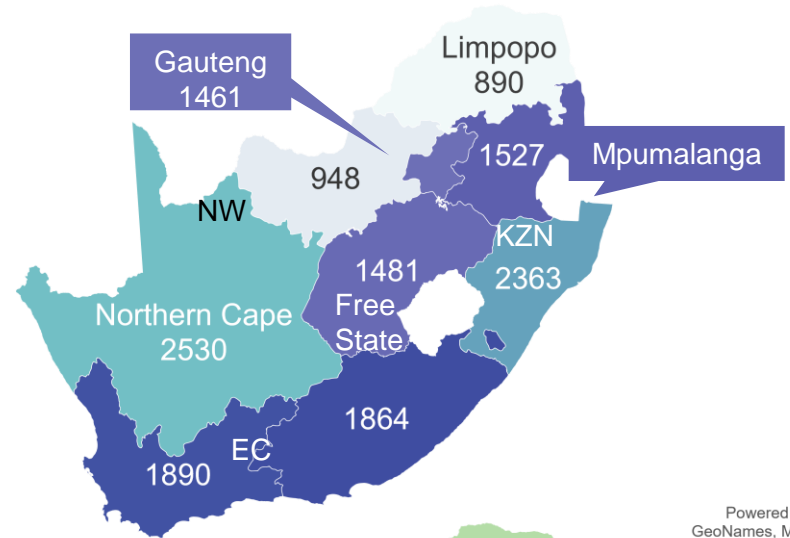 Limpopo
890
Gauteng
1461
1527
Mpumalanga
948
NW
KZN
2363
1481
Free
State
Northern Cape
2530
1864
EC
1890
Powered
GeoNames, M